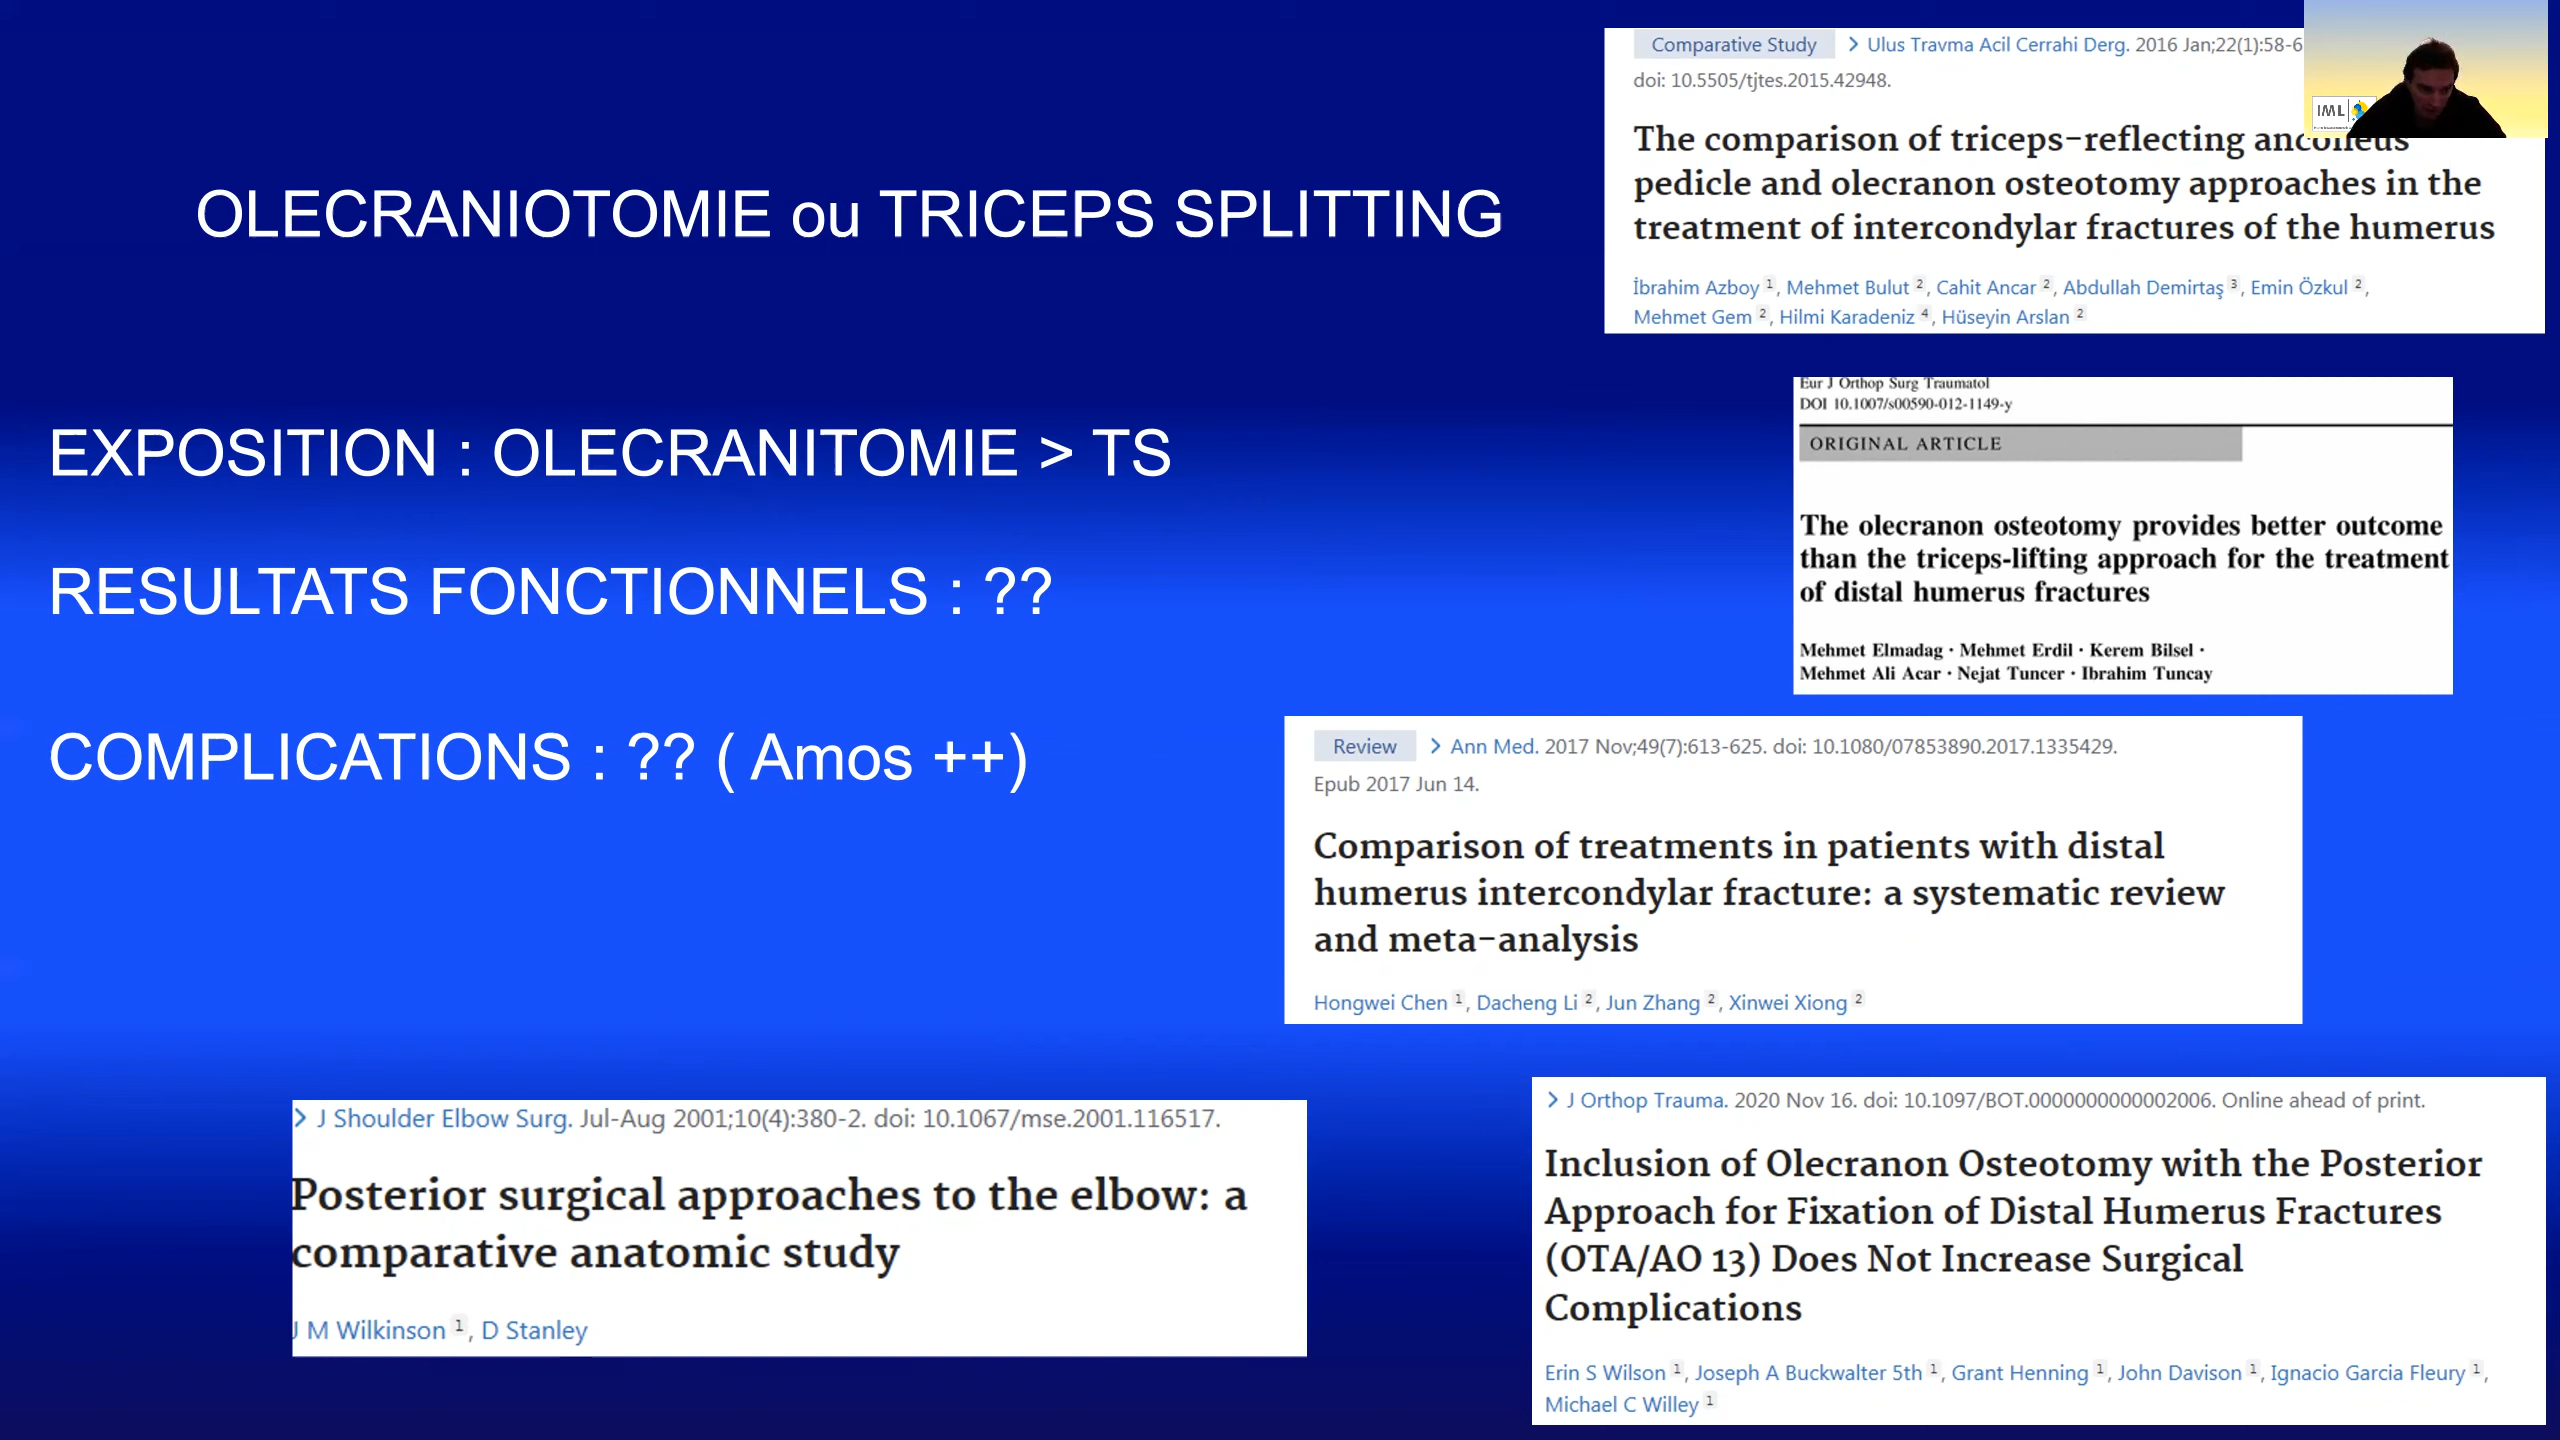 OLECRANIOTOMIE ou TRICEPS SPLITTING
EXPOSITION : OLECRANITOMIE > TS
RESULTATS FONCTIONNELS : ??
COMPLICATIONS : ?? ( Amos ++)
Comparative Study > Ulus Travma Acil Cerrahi Derg. 2016 Jan;22(1):58-6
doi: 10.5505/tjtes.2015.42948.
IML
The comparison of triceps-reflecting anconeus
pedicle and olecranon osteotomy approaches in the
treatment of intercondylar fractures of the humerus
İbrahim Azboy 1, Mehmet Bulut 2, Cahit Ancar 2, Abdullah Demirtaş 3, Emin Özkul 2,
Mehmet Gem 2, Hilmi Karadeniz 4, Hüseyin Arslan 2
Eur J Orthop Surg Traumatol
DOI 10.1007/s00590-012-1149-y
ORIGINAL ARTICLE
The olecranon osteotomy provides better outcome
than the triceps-lifting approach for the treatment
of distal humerus fractures
Mehmet Elmadag · Mehmet Erdil · Kerem Bilsel ·
Mehmet Ali Acar · Nejat Tuncer · Ibrahim Tuncay
Review > Ann Med. 2017 Nov;49(7):613-625. doi: 10.1080/07853890.2017.1335429.
Epub 2017 Jun 14.
Comparison of treatments in patients with distal
humerus intercondylar fracture: a systematic review
and meta-analysis
Hongwei Chen 1, Dacheng Li 2, Jun Zhang 2, Xinwei Xiong 2
> J Shoulder Elbow Surg. Jul-Aug 2001;10(4):380-2. doi: 10.1067/mse.2001.116517.
Posterior surgical approaches to the elbow: a
comparative anatomic study
J M Wilkinson 1, D Stanley
> J Orthop Trauma. 2020 Nov 16. doi: 10.1097/BOT.0000000000002006. Online ahead of print.
Inclusion of Olecranon Osteotomy with the Posterior
Approach for Fixation of Distal Humerus Fractures
(OTA/AO 13) Does Not Increase Surgical
Complications
Erin S Wilson 1, Joseph A Buckwalter 5th 1, Grant Henning 1, John Davison 1, Ignacio Garcia Fleury 1,
Michael C Willey 1